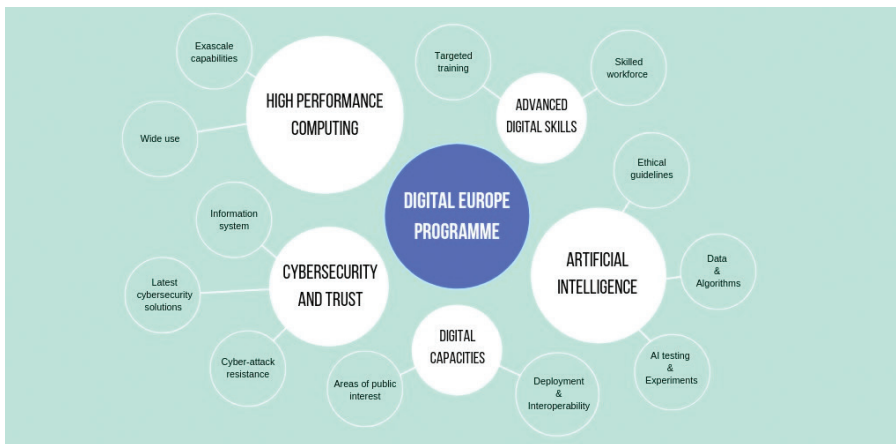 Exascale
capabilities
HIGH PERFORMANCE
COMPUTING
Wide use
Targeted
training
Skilled
workforce
ADVANCED
DIGITAL SKILLS
DIGITAL EUROPE
PROGRAMME
Ethical
guidelines
ARTIFICIAL
INTELLIGENCE
Data
&
Algorithms
AI testing
&
Experiments
Information
system
CYBERSECURITY
AND TRUST
Latest
cybersecurity
solutions
Cyber-attack
resistance
DIGITAL
CAPACITIES
Areas of public
interest
Deployment
&
Interoperability